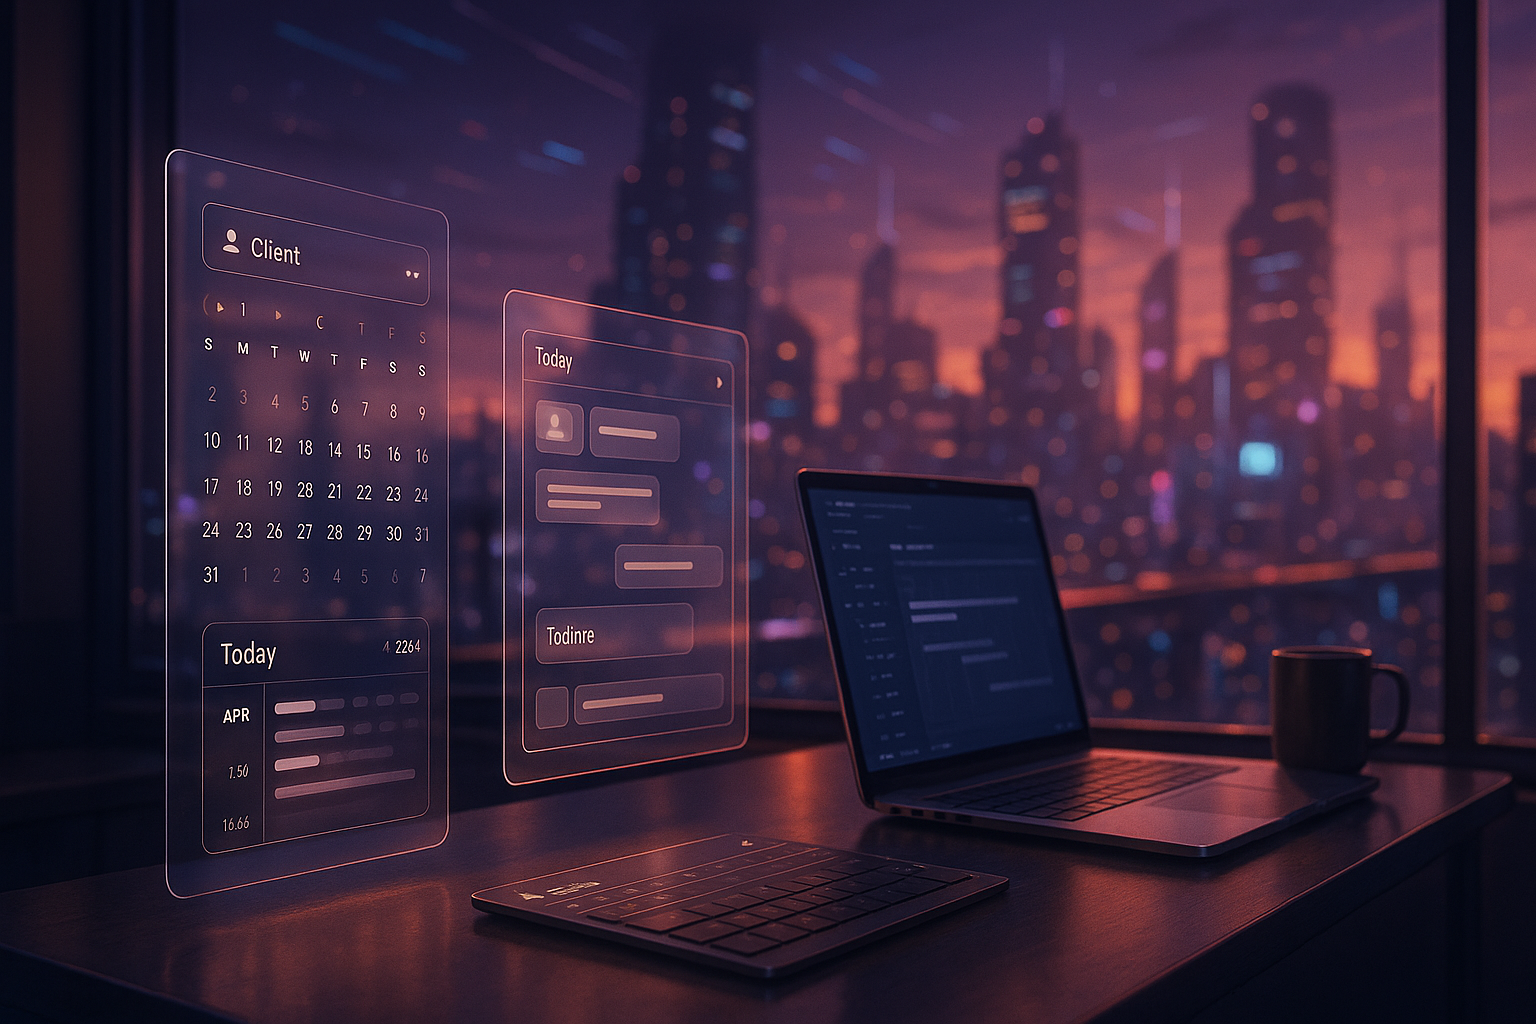 Client
1 C T F S
S M T W T F S S
2 3 4 5 6 7 8 9
10 11 12 18 14 15 16 16
17 18 19 28 21 22 23 24
24 23 26 27 28 29 30 31
31 1 2 3 4 5 6 7
Today 4 2264
APR
7.50
16.66
Today
Todinre